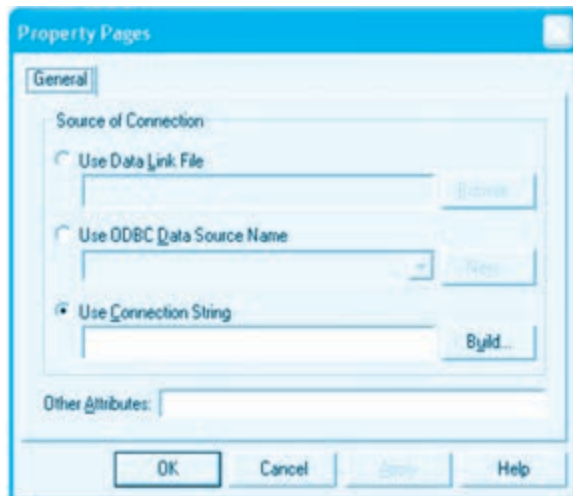 Property Pages
General
Source of Connection
Use Data Link File
Browse...
Use ODBC Data Source Name
New...
Use Connection String
Build...
Other Attributes:
OK Cancel Apply Help